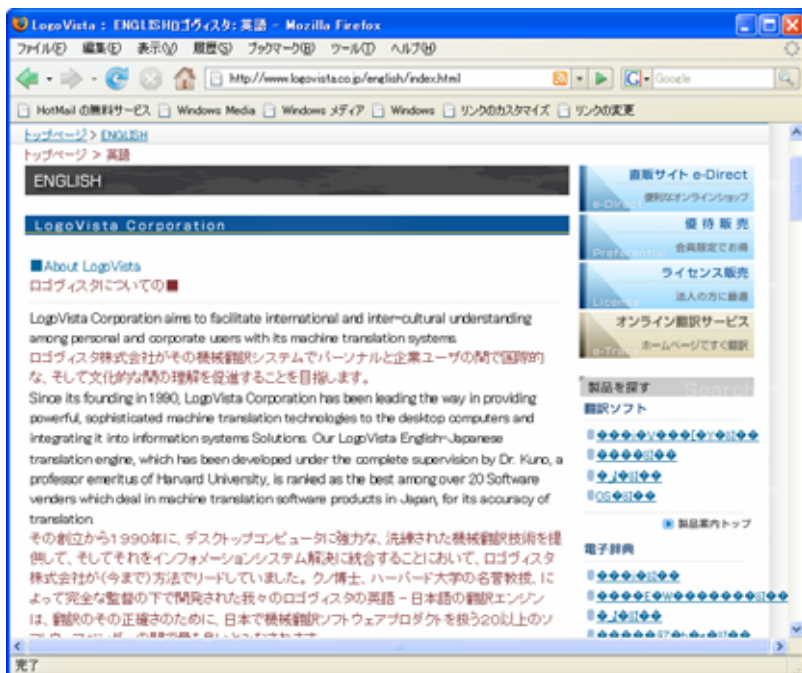 LogoVista : ENGLISHロゴヴィスタ: 英語 - Mozilla Firefox
ファイル(F) 編集(E) 表示(V) 履歴(S) ブックマーク(B) ツール(T) ヘルプ(H)
http://www.logovista.co.jp/english/index.html
Google
HotMail の無料サービス Windows Media Windows メディア Windows リンクのカスタマイズ リンクの変更
トップページ > ENGLISH
トップページ > 英語
ENGLISH
LogoVista Corporation
■About LogoVista
ロゴヴィスタについての■
LogoVista Corporation aims to facilitate international and inter-cultural understanding
among personal and corporate users with its machine translation systems.
ロゴヴィスタ株式会社がその機械翻訳システムでパーソナルと企業ユーザの間で国際的
な、そして文化的な間の理解を促進することを目指します。
Since its founding in 1990, LogoVista Corporation has been leading the way in providing
powerful, sophisticated machine translation technologies to the desktop computers and
integrating it into information systems Solutions. Our LogoVista English-Japanese
translation engine, which has been developed under the complete supervision by Dr. Kuno, a
professor emeritus of Harvard University, is ranked as the best among over 20 Software
venders which deal in machine translation software products in Japan, for its accuracy of
translation.
その創立から1990年に、デスクトップコンピュータに強力な、洗練された機械翻訳技術を提
供して、そしてそれをインフォメーションシステム解決に統合することにおいて、ロゴヴィスタ
株式会社が(今まで)方法でリードしていました。クノ博士、ハーバード大学の名誉教授、に
よって完全な監督の下で開発された我々のロゴヴィスタの英語-日本語の翻訳エンジン
は、翻訳のその正確さのために、日本で機械翻訳ソフトウェアプロダクトを扱う20以上のソ
直販サイト e-Direct
e-Direct 便利なオンラインショップ
優待販売
Preferential 会員限定でお得
ライセンス販売
License 法人の方に最適
オンライン翻訳サービス
e-Trans ホームページですぐ翻訳
製品を探す
Search
翻訳ソフト
製品案内トップ
電子辞典
完了